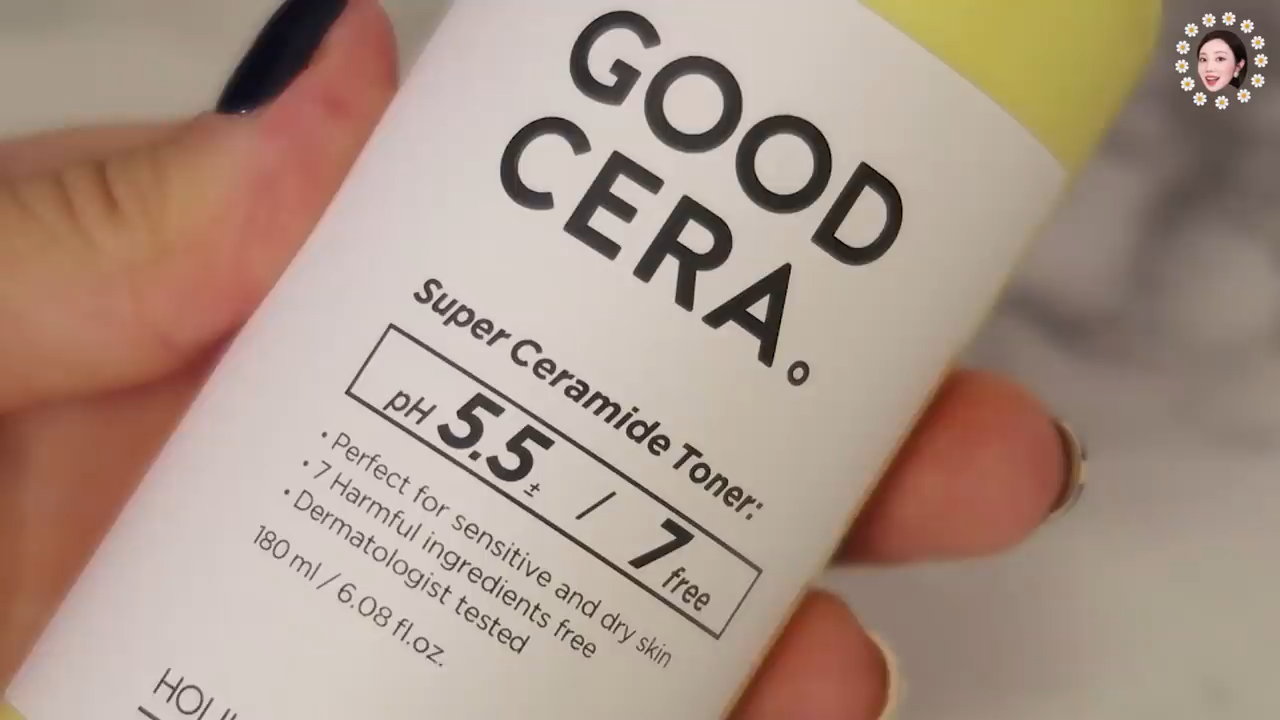 GOOD
CERA.
Super Ceramide Toner:
pH 5.5± / 7 free
• Perfect for sensitive and dry skin
• 7 Harmful ingredients free
• Dermatologist tested
180 ml / 6.08 fl.oz.